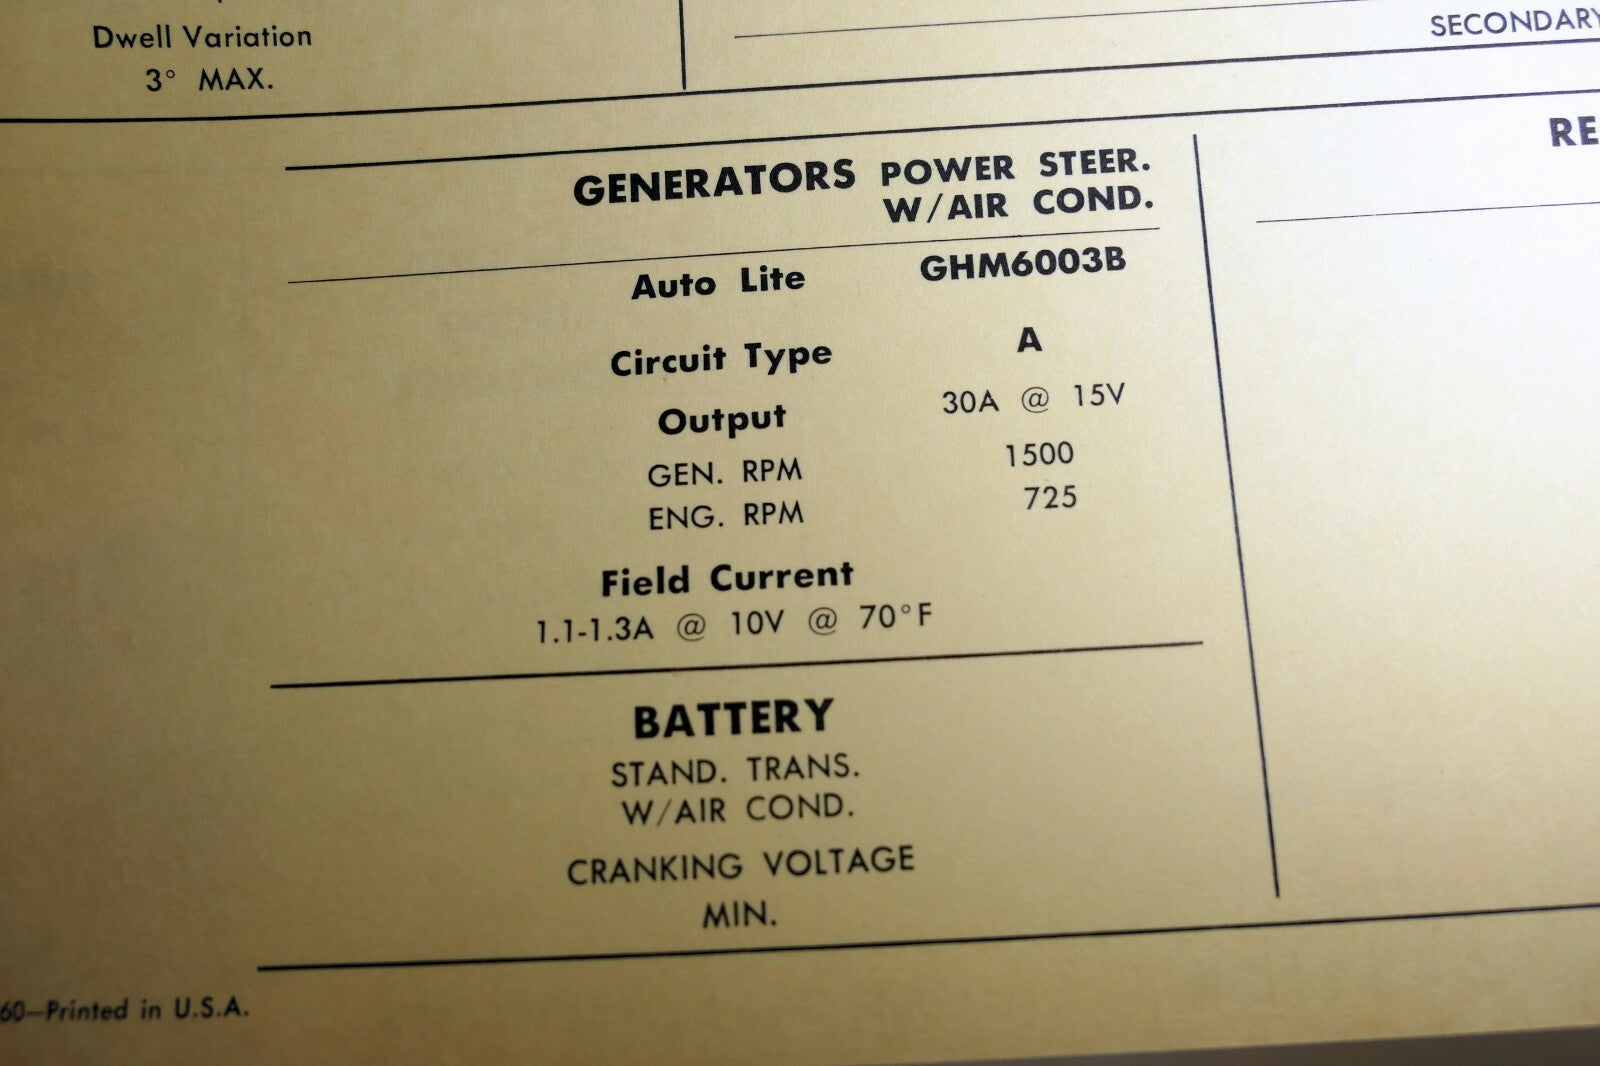 Dwell Variation
3° MAX.
SECONDARY
GENERATORS POWER STEER.
W/AIR COND.
Auto Lite GHM6003B
Circuit Type A
Output 30A @ 15V
GEN. RPM 1500
ENG. RPM 725
Field Current
1.1-1.3A @ 10V @ 70°F
BATTERY
STAND. TRANS.
W/AIR COND.
CRANKING VOLTAGE
MIN.
RE
60—Printed in U.S.A.